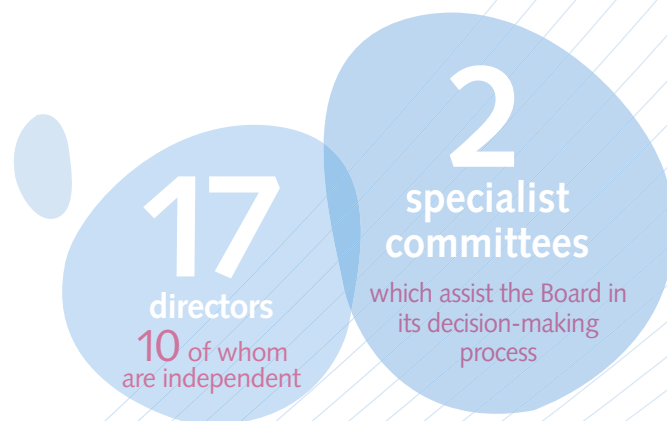 17
directors
10 of whom
are independent
2
specialist
committees
which assist the Board in
its decision-making
process